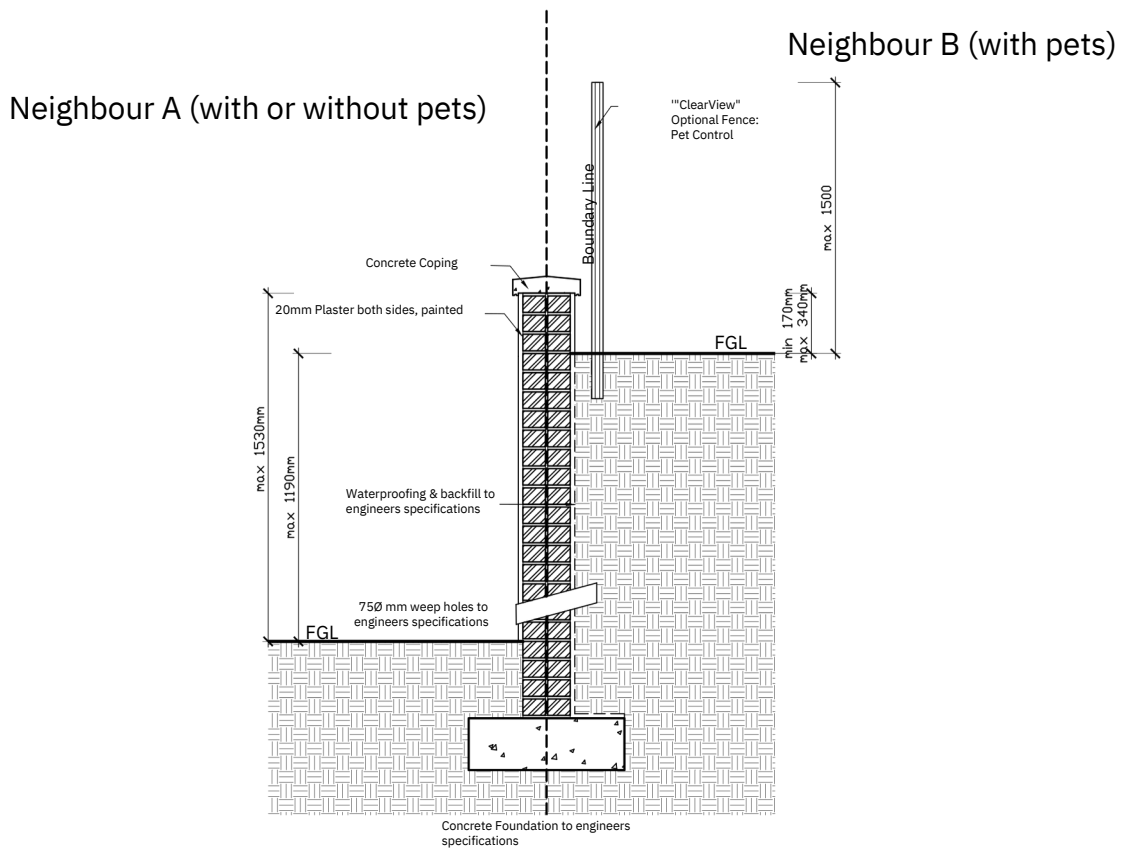 Neighbour B (with pets)
Neighbour A (with or without pets)
'"ClearView"
Optional Fence:
Pet Control
Boundary Line
max 1500
Concrete Coping
20mm Plaster both sides, painted
min 170mm
max 340mm
FGL
max 1530mm
max 1190mm
Waterproofing & backfill to
engineers specifications
75Ø mm weep holes to
engineers specifications
FGL
Concrete Foundation to engineers
specifications